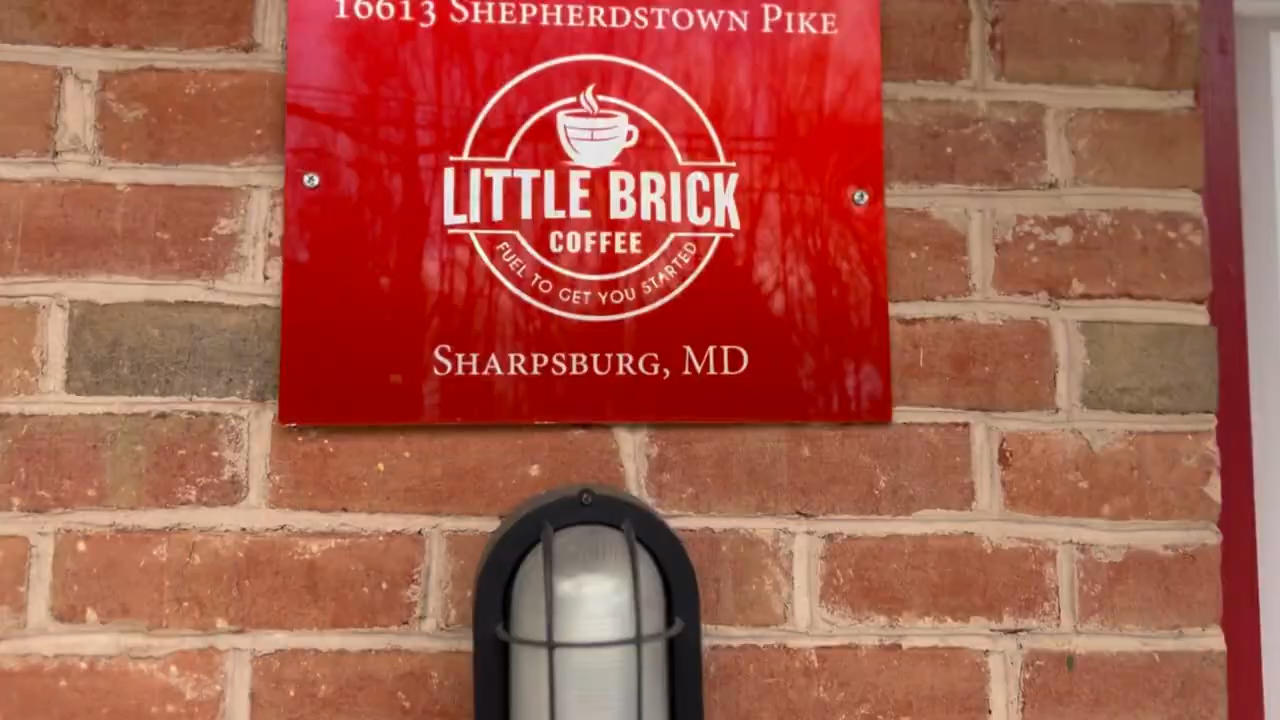 16613 SHEPHERDSTOWN PIKE
LITTLE BRICK
COFFEE
FUEL TO GET YOU STARTED
SHARPSBURG, MD